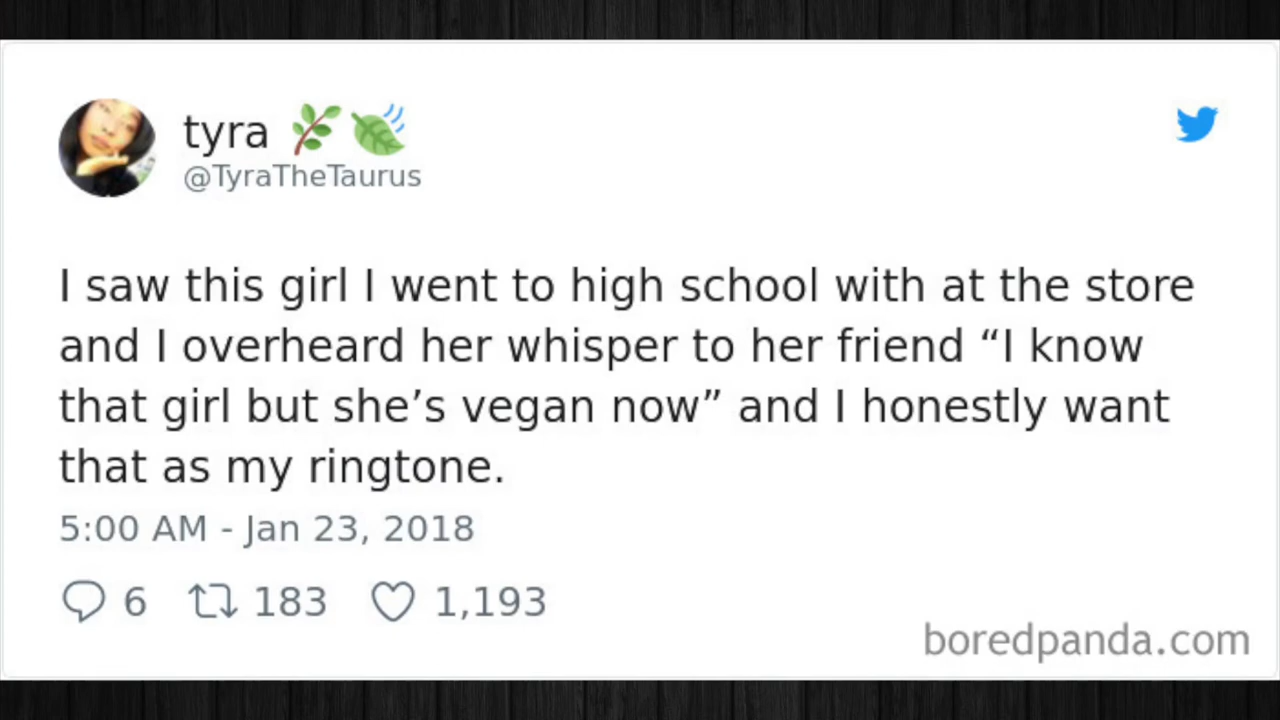 tyra 🌿🍃
@TyraTheTaurus
I saw this girl I went to high school with at the store
and I overheard her whisper to her friend “I know
that girl but she’s vegan now” and I honestly want
that as my ringtone.
5:00 AM - Jan 23, 2018
6 183 1,193
boredpanda.com